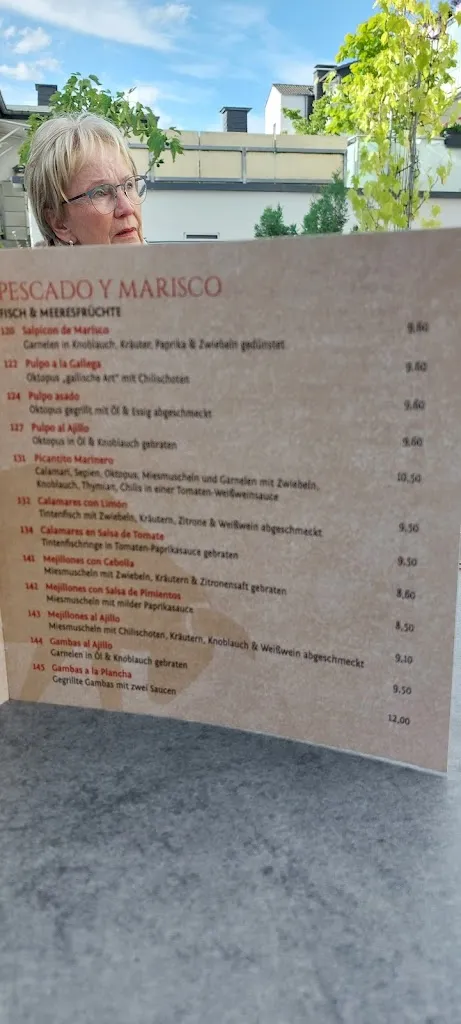 PESCADO Y MARISCO
FISCH & MEERESFRÜCHTE
120 Salpicon de Marisco 9,80
Garnelen in Knoblauch, Kräuter, Paprika & Zwiebeln gedünstet
122 Pulpo a la Gallega 9,60
Oktopus „gallische Art“ mit Chilischoten
124 Pulpo asado 9,60
Oktopus gegrillt mit Öl & Essig abgeschmeckt
127 Pulpo al Ajillo 9,60
Oktopus in Öl & Knoblauch gebraten
131 Picantito Marinero 10,50
Calamari, Sepien, Oktopus, Miesmuscheln und Garnelen mit Zwiebeln,
Knoblauch, Thymian, Chilis in einer Tomaten-Weißweinsauce
132 Calamares con Limón 9,50
Tintenfisch mit Zwiebeln, Kräutern, Zitrone & Weißwein abgeschmeckt
134 Calamares en Salsa de Tomate 9,50
Tintenfischringe in Tomaten-Paprikasauce gebraten
141 Mejillones con Cebolla 8,60
Miesmuscheln mit Zwiebeln, Kräutern & Zitronensaft gebraten
142 Mejillones con Salsa de Pimientos 8,50
Miesmuscheln mit milder Paprikasauce
143 Mejillones al Ajillo 9,10
Miesmuscheln mit Chilischoten, Kräutern, Knoblauch & Weißwein abgeschmeckt
144 Gambas al Ajillo 9,50
Garnelen in Öl & Knoblauch gebraten
145 Gambas a la Plancha 12,00
Gegrillte Gambas mit zwei Saucen